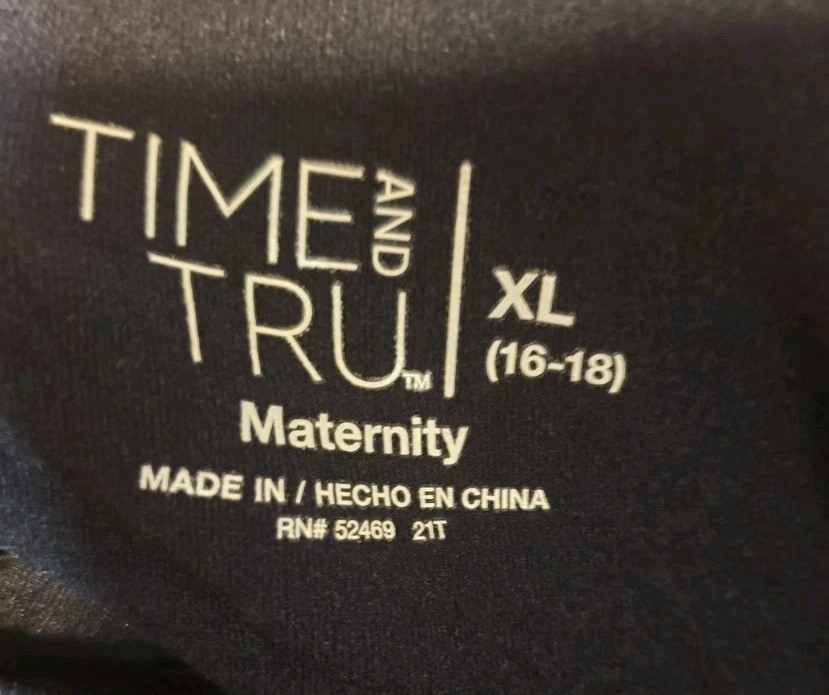 TIME AND
TRU™
XL
(16-18)
Maternity
MADE IN / HECHO EN CHINA
RN# 52469 21T